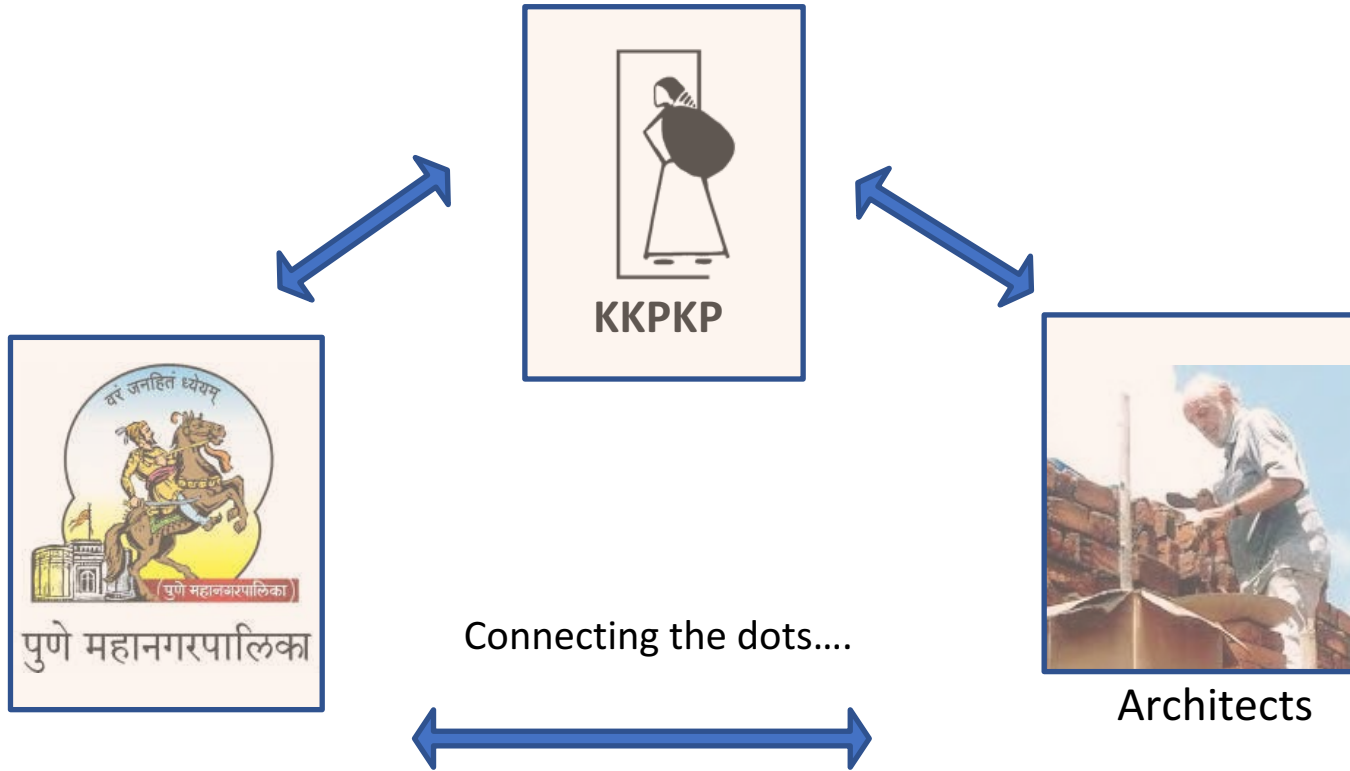 KKPKP
वरं जनहितं ध्येयम्
(पुणे महानगरपालिका)
पुणे महानगरपालिका
Connecting the dots....
Architects